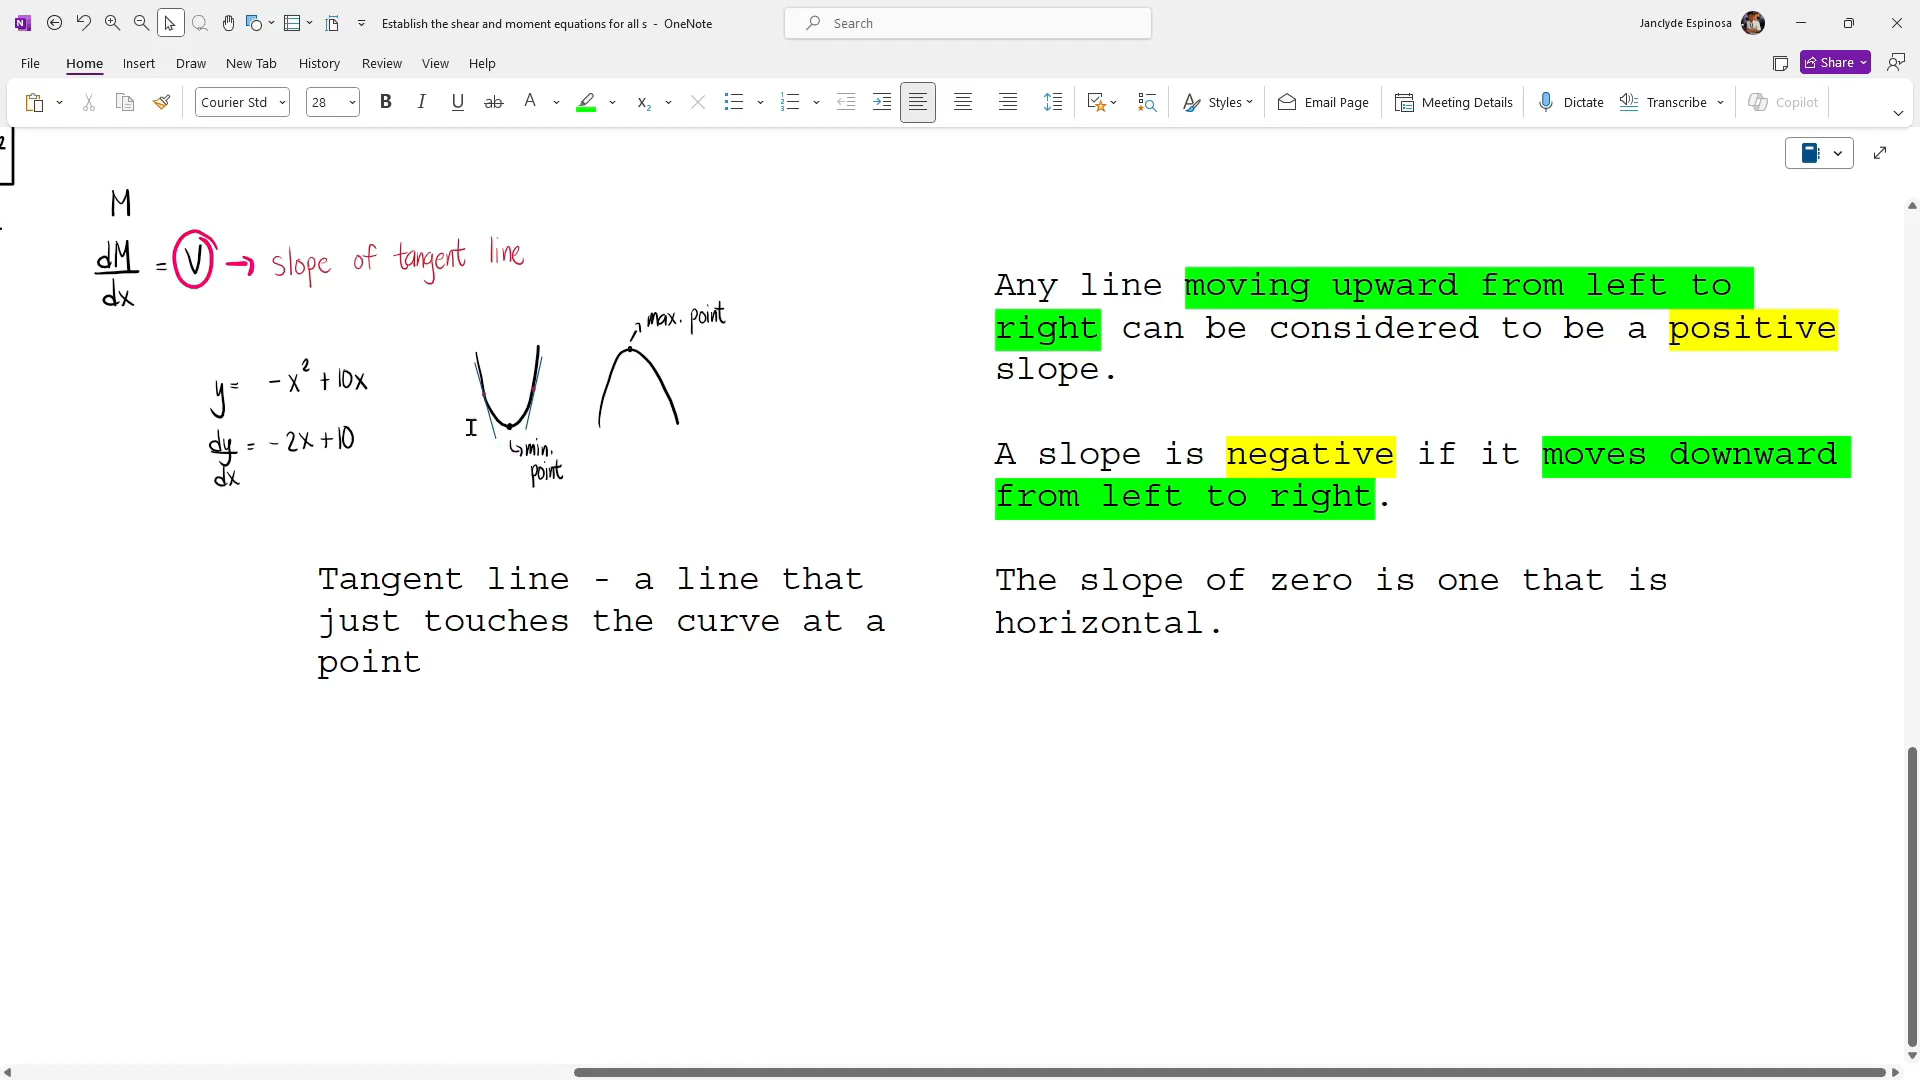 Establish the shear and moment equations for all s - OneNote
Search
Janclyde Espinosa
File Home Insert Draw New Tab History Review View Help
Share
Courier Std 28 B I U ab A x₂ Styles Email Page Meeting Details Dictate Transcribe Copilot
2
M
dM/dx = V → slope of tangent line
max. point
y = -x² + 10x
dy/dx = -2x + 10
min.
point
Tangent line - a line that
just touches the curve at a
point
Any line moving upward from left to
right can be considered to be a positive
slope.
A slope is negative if it moves downward
from left to right.
The slope of zero is one that is
horizontal.